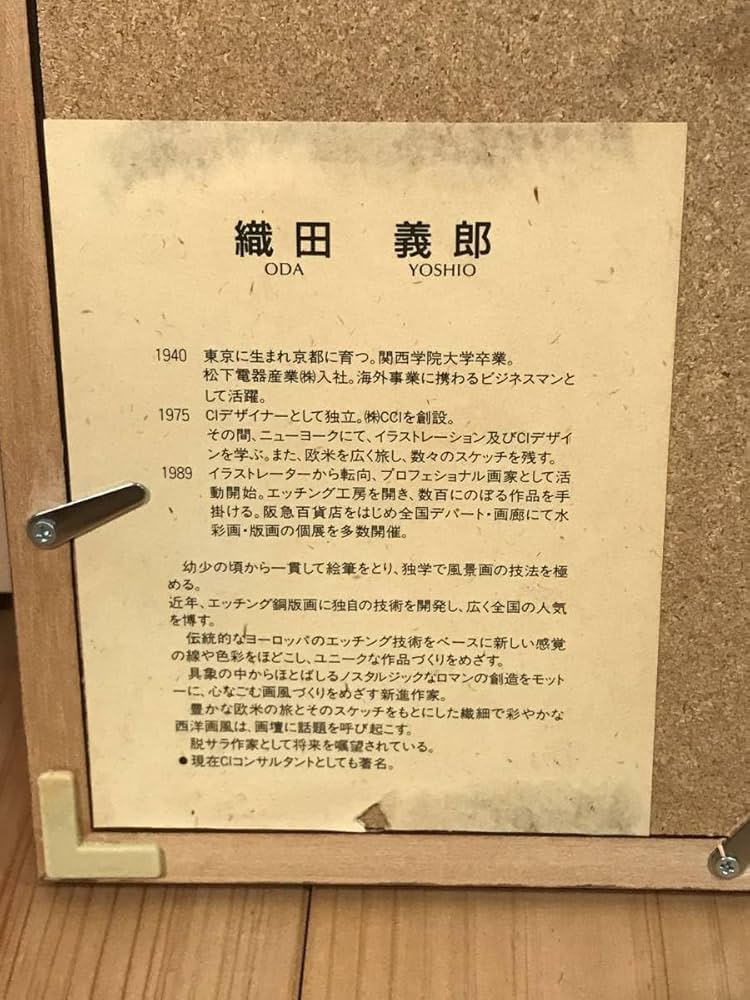 織田 義郎
ODA YOSHIO
1940 東京に生まれ京都に育つ。関西学院大学卒業。
松下電器産業㈱入社。海外事業に携わるビジネスマンと
して活躍。
1975 CIデザイナーとして独立。㈱CCIを創設。
その間、ニューヨークにて、イラストレーション及びCIデザイ
ンを学ぶ。また、欧米を広く旅し、数々のスケッチを残す。
1989 イラストレーターから転向、プロフェショナル画家として活
動開始。エッチング工房を開き、数百にのぼる作品を手
掛ける。阪急百貨店をはじめ全国デパート・画廊にて水
彩画・版画の個展を多数開催。
幼少の頃から一貫して絵筆をとり、独学で風景画の技法を極
める。
近年、エッチング銅版画に独自の技術を開発し、広く全国の人気
を博す。
伝統的なヨーロッパのエッチング技術をベースに新しい感覚
の線や色彩をほどこし、ユニークな作品づくりをめざす。
具象の中からほとばしるノスタルジックなロマンの創造をモット
ーに、心なごむ画風づくりをめざす新進作家。
豊かな欧米の旅とそのスケッチをもとにした繊細で彩やかな
西洋画風は、画壇に話題を呼び起こす。
脱サラ作家として将来を嘱望されている。
●現在CIコンサルタントとしても著名。